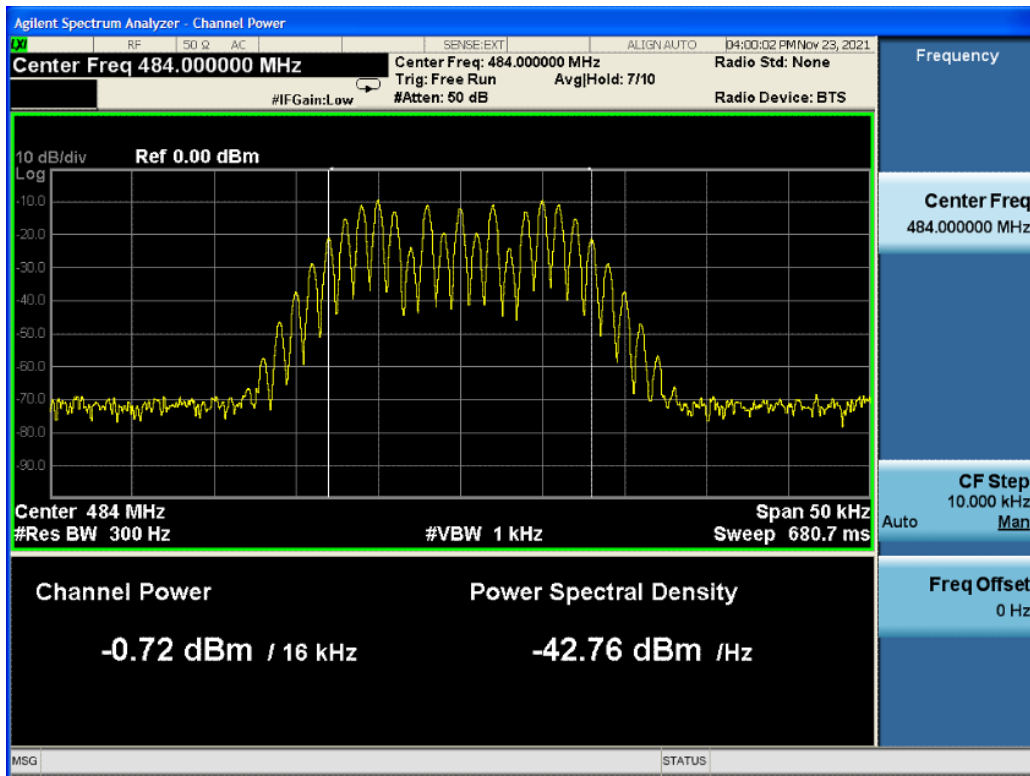 Agilent Spectrum Analyzer - Channel Power
LXI RF 50 Ω AC SENSE:EXT ALIGN AUTO 04:00:02 PM Nov 23, 2021
Center Freq 484.000000 MHz
#IFGain:Low
Center Freq: 484.000000 MHz
Trig: Free Run Avg|Hold: 7/10
#Atten: 50 dB
Radio Std: None
Radio Device: BTS
10 dB/div Ref 0.00 dBm
Log
-10.0
-20.0
-30.0
-40.0
-50.0
-60.0
-70.0
-80.0
-90.0
Center 484 MHz Span 50 kHz
#Res BW 300 Hz #VBW 1 kHz Sweep 680.7 ms
Channel Power Power Spectral Density
-0.72 dBm / 16 kHz -42.76 dBm /Hz
MSG STATUS
Frequency
Center Freq
484.000000 MHz
CF Step
10.000 kHz
Auto Man
Freq Offset
0 Hz